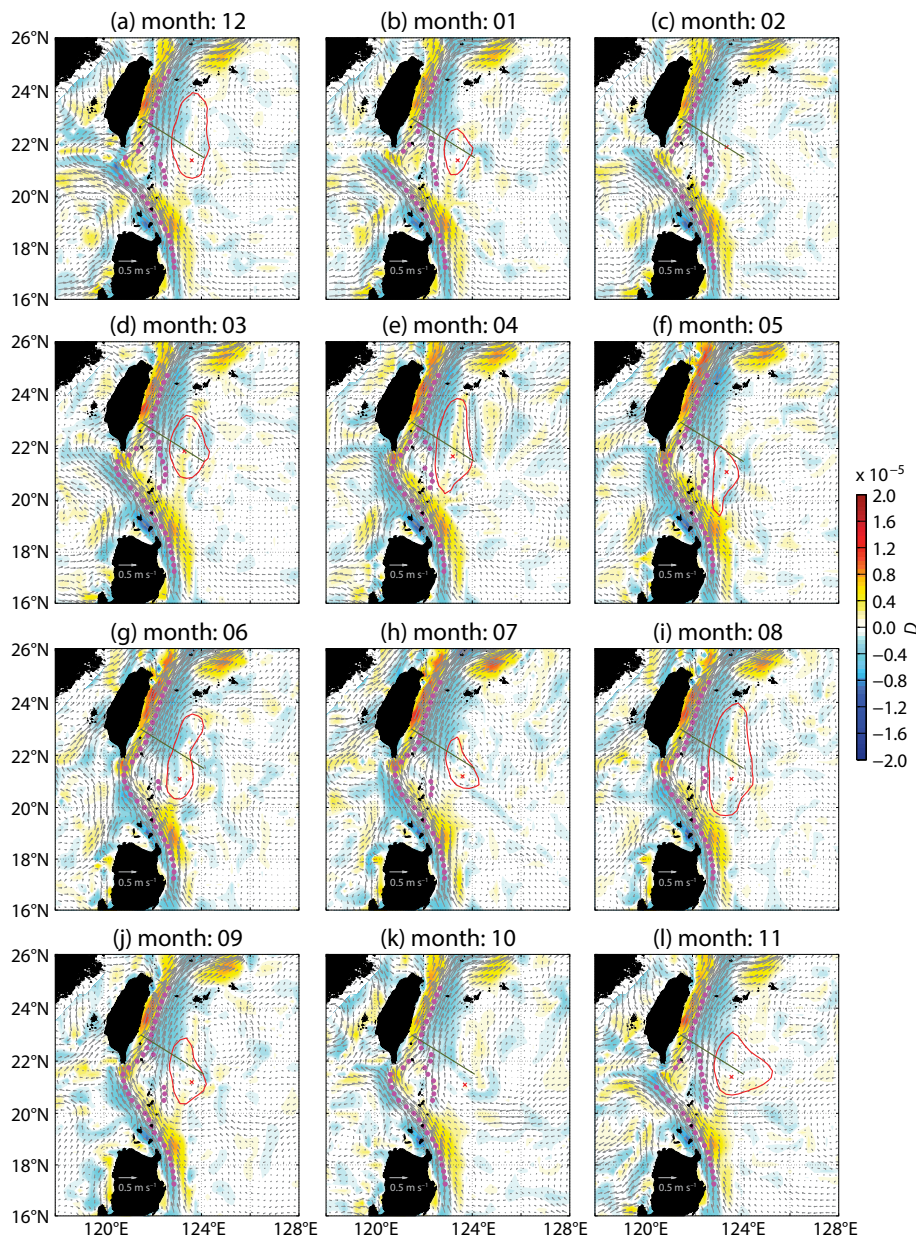 (a) month: 12 (b) month: 01 (c) month: 02
26°N
24°N
22°N
20°N
18°N
16°N
0.5 m s⁻¹ 0.5 m s⁻¹ 0.5 m s⁻¹
(d) month: 03 (e) month: 04 (f) month: 05
26°N
24°N
22°N
20°N
18°N
16°N
0.5 m s⁻¹ 0.5 m s⁻¹ 0.5 m s⁻¹
(g) month: 06 (h) month: 07 (i) month: 08
26°N
24°N
22°N
20°N
18°N
16°N
0.5 m s⁻¹ 0.5 m s⁻¹ 0.5 m s⁻¹
(j) month: 09 (k) month: 10 (l) month: 11
26°N
24°N
22°N
20°N
18°N
16°N
0.5 m s⁻¹ 0.5 m s⁻¹ 0.5 m s⁻¹
120°E 124°E 128°E 120°E 124°E 128°E 120°E 124°E 128°E
x 10⁻⁵
2.0
1.6
1.2
0.8
0.4
0.0
−0.4
−0.8
−1.2
−1.6
−2.0
D